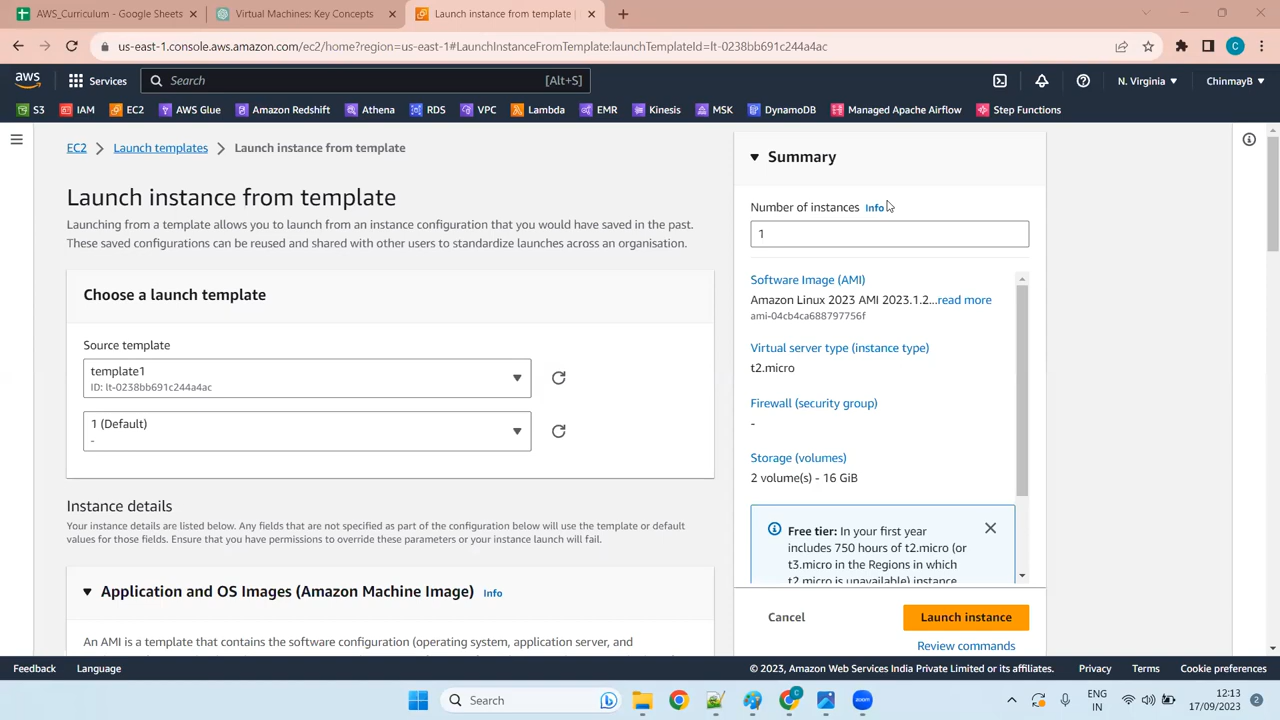 AWS_Curriculum - Google Sheets
Virtual Machines: Key Concepts
Launch instance from template |
us-east-1.console.aws.amazon.com/ec2/home?region=us-east-1#LaunchInstanceFromTemplate:launchTemplateId=lt-0238bb691c244a4ac
C
aws
Services
Search
[Alt+S]
N. Virginia
ChinmayB
S3
IAM
EC2
AWS Glue
Amazon Redshift
Athena
RDS
VPC
Lambda
EMR
Kinesis
MSK
DynamoDB
Managed Apache Airflow
Step Functions
EC2
Launch templates
Launch instance from template
Launch instance from template
Launching from a template allows you to launch from an instance configuration that you would have saved in the past.
These saved configurations can be reused and shared with other users to standardize launches across an organisation.
Choose a launch template
Source template
template1
ID: lt-0238bb691c244a4ac
1 (Default)
-
Instance details
Your instance details are listed below. Any fields that are not specified as part of the configuration below will use the template or default
values for those fields. Ensure that you have permissions to override these parameters or your instance launch will fail.
Application and OS Images (Amazon Machine Image) Info
An AMI is a template that contains the software configuration (operating system, application server, and
Summary
Number of instances Info
1
Software Image (AMI)
Amazon Linux 2023 AMI 2023.1.2...read more
ami-04cb4ca688797756f
Virtual server type (instance type)
t2.micro
Firewall (security group)
-
Storage (volumes)
2 volume(s) - 16 GiB
Free tier: In your first year
includes 750 hours of t2.micro (or
t3.micro in the Regions in which
t2.micro is unavailable) instance
Cancel
Launch instance
Review commands
Feedback
Language
© 2023, Amazon Web Services India Private Limited or its affiliates.
Privacy
Terms
Cookie preferences
Search
ENG
IN
12:13
17/09/2023
2